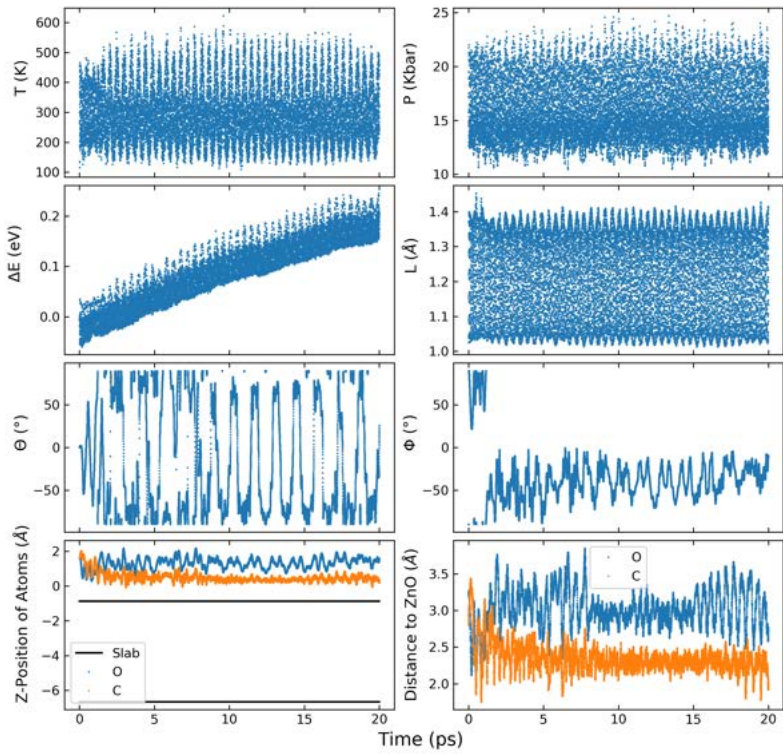 T (K)
600
500
400
300
200
100
P (Kbar)
25
20
15
10
ΔE (eV)
0.2
0.1
0.0
L (Å)
1.4
1.3
1.2
1.1
1.0
Θ (°)
50
0
−50
Φ (°)
50
0
−50
Z-Position of Atoms (Å)
2
0
−2
−4
−6
Slab
O
C
0 5 10 15 20
Distance to ZnO (Å)
3.5
3.0
2.5
2.0
O
C
0 5 10 15 20
Time (ps)